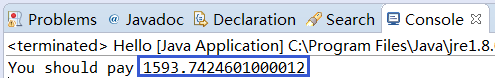 Problems @ Javadoc Declaration Search Console
<terminated> Hello [Java Application] C:\Program Files\Java\jre1.8.
You should pay 1593.7424601000012